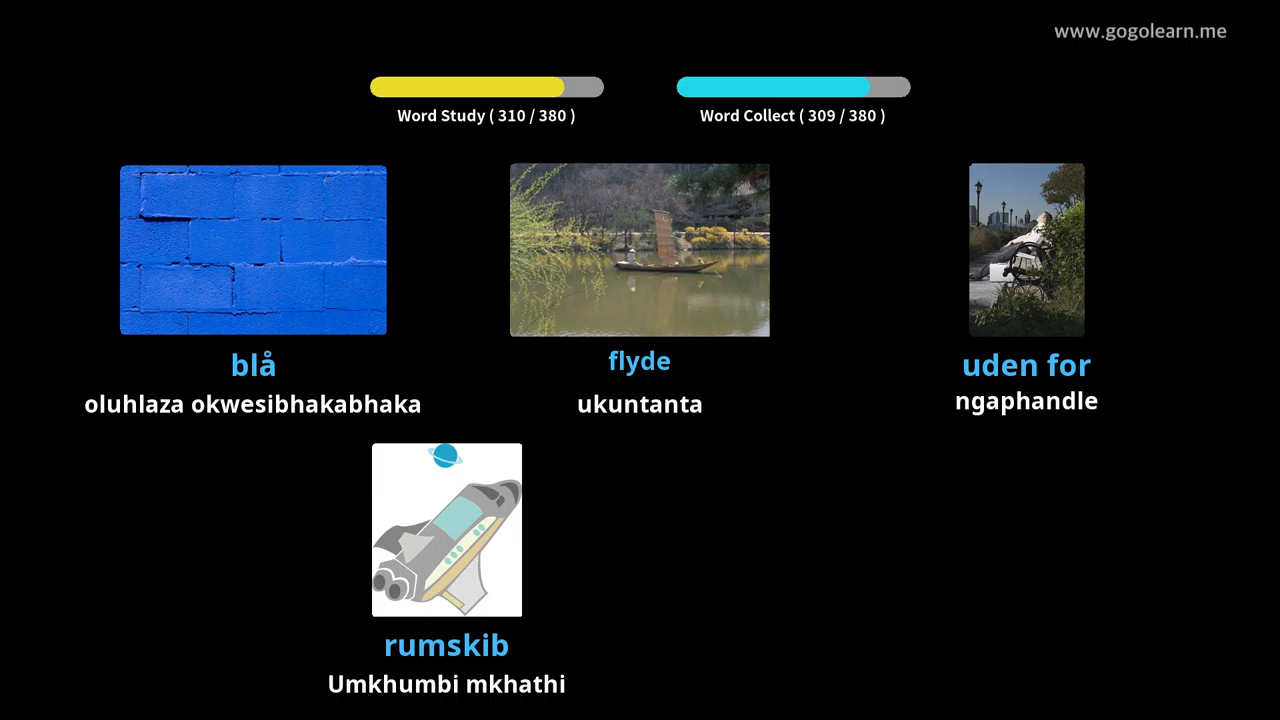 www.gogolearn.me
Word Study ( 310 / 380 )
Word Collect ( 309 / 380 )
blå
oluhlaza okwesibhakabhaka
flyde
ukuntanta
uden for
ngaphandle
rumskib
Umkhumbi mkhathi